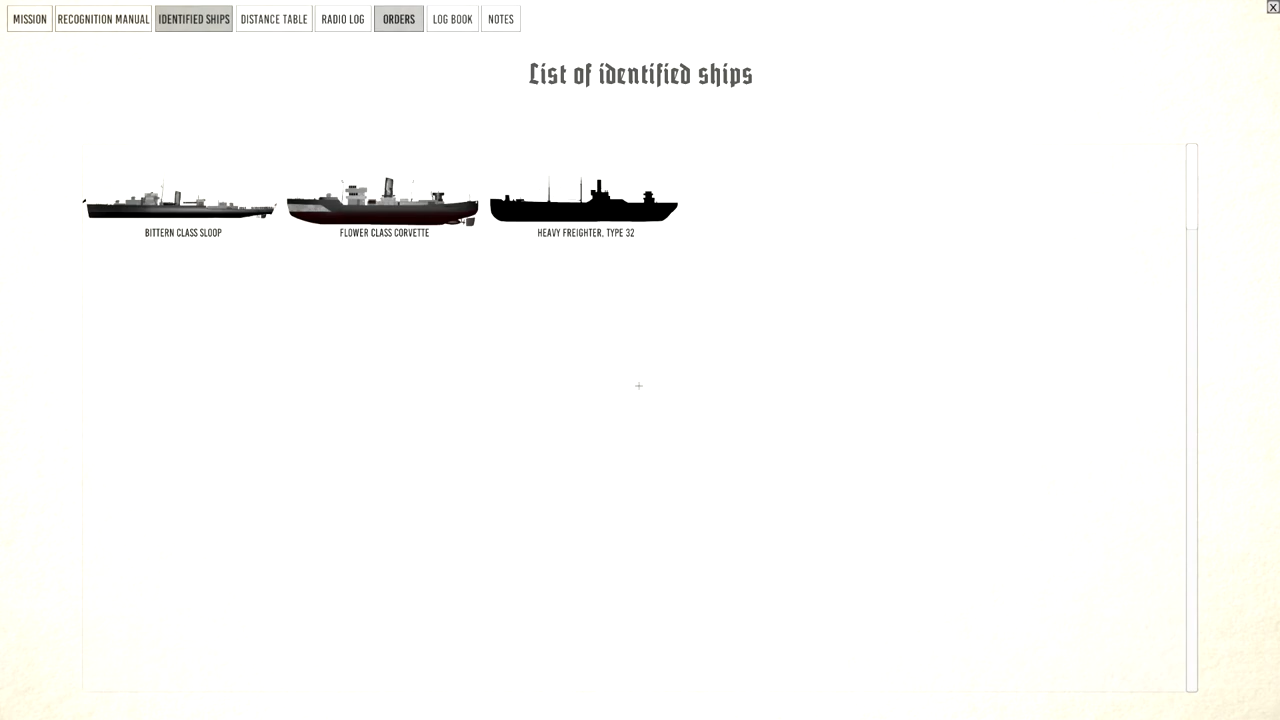 MISSION RECOGNITION MANUAL IDENTIFIED SHIPS DISTANCE TABLE RADIO LOG ORDERS LOG BOOK NOTES X
List of identified ships
BITTERN CLASS SLOOP FLOWER CLASS CORVETTE HEAVY FREIGHTER, TYPE 32